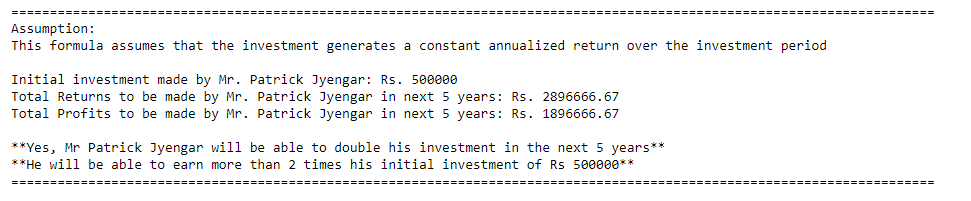 =======================================================================================================================
Assumption:
This formula assumes that the investment generates a constant annualized return over the investment period
Initial investment made by Mr. Patrick Jyengar: Rs. 500000
Total Returns to be made by Mr. Patrick Jyengar in next 5 years: Rs. 2896666.67
Total Profits to be made by Mr. Patrick Jyengar in next 5 years: Rs. 1896666.67
**Yes, Mr Patrick Jyengar will be able to double his investment in the next 5 years**
**He will be able to earn more than 2 times his initial investment of Rs 500000**
=======================================================================================================================